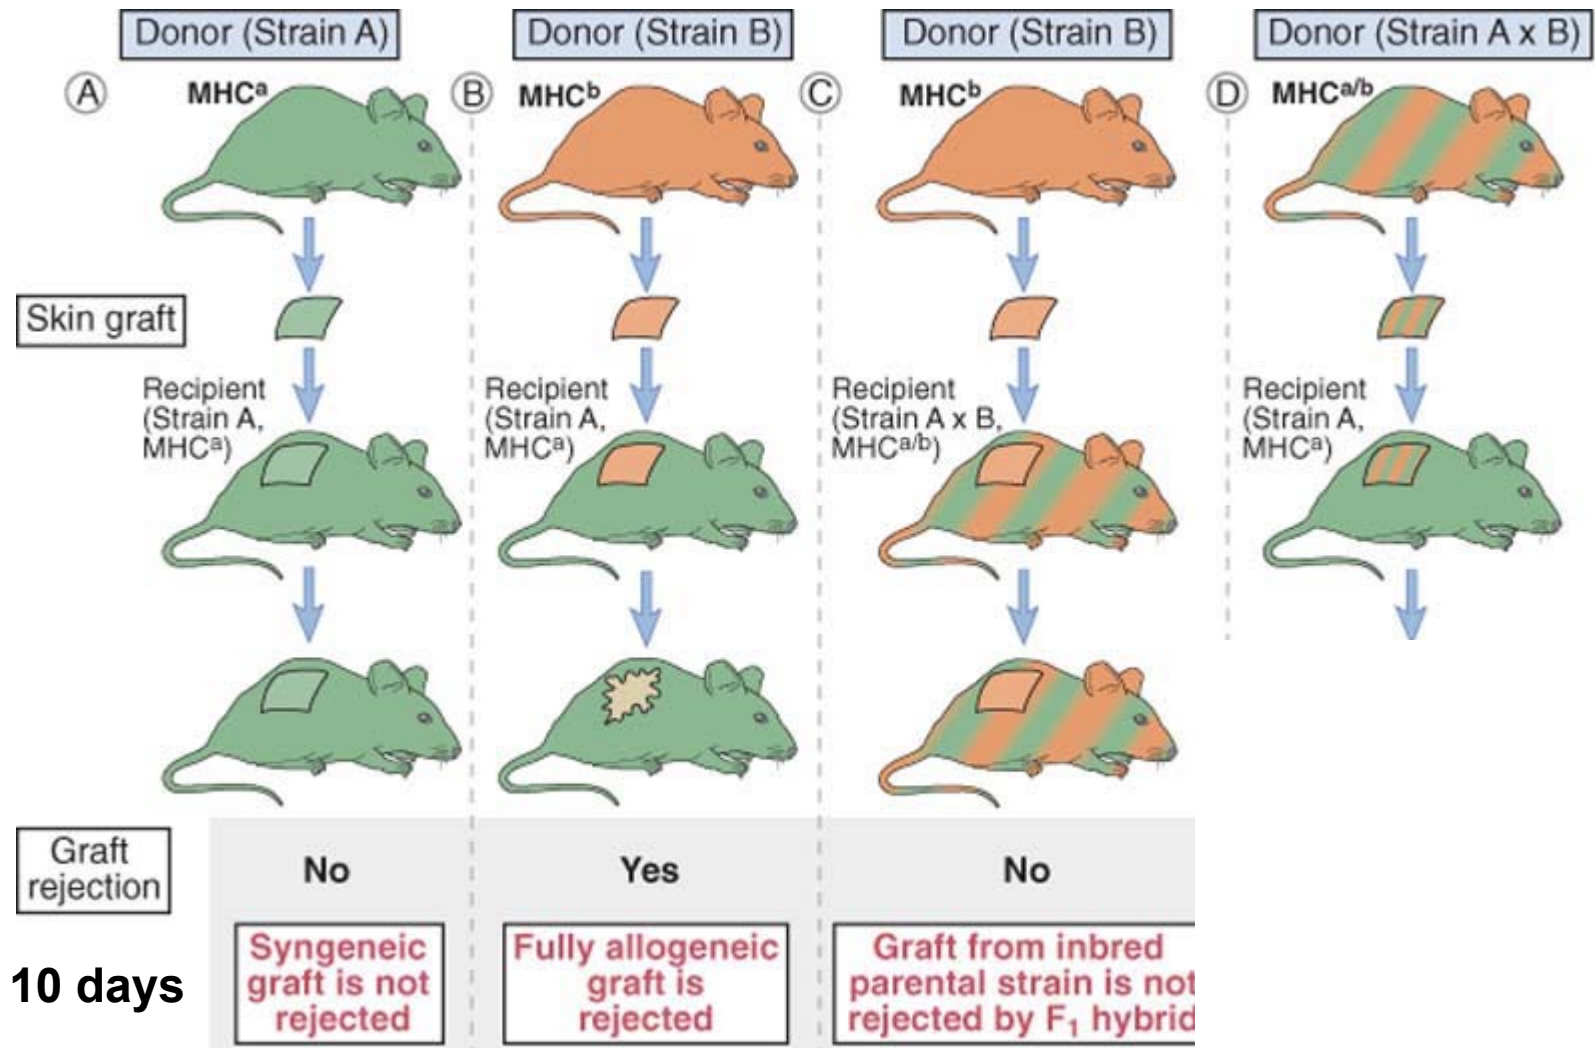 Donor (Strain A)
Donor (Strain B)
Donor (Strain B)
Donor (Strain A x B)
A
MHCa
B
MHCb
C
MHCb
D
MHCa/b
Skin graft
Recipient
(Strain A,
MHCa)
Recipient
(Strain A,
MHCa)
Recipient
(Strain A x B,
MHCa/b)
Recipient
(Strain A,
MHCa)
Graft
rejection
No
Yes
No
10 days
Syngeneic
graft is not
rejected
Fully allogeneic
graft is
rejected
Graft from inbred
parental strain is not
rejected by F1 hybrid